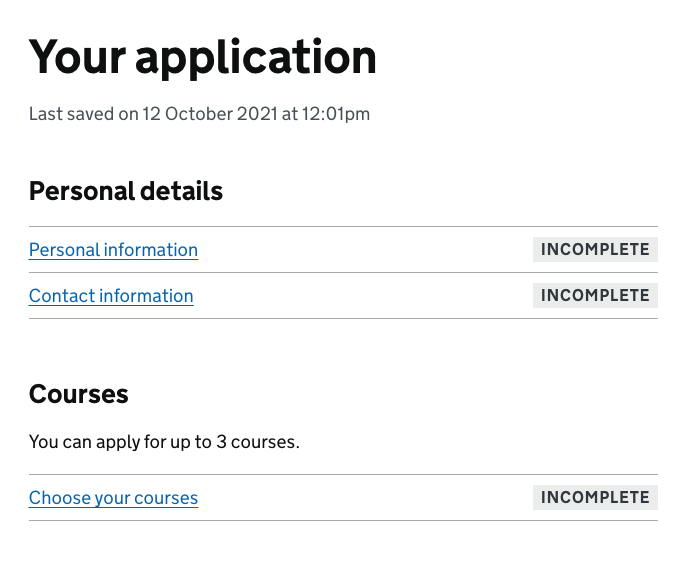 Your application
Last saved on 12 October 2021 at 12:01pm
Personal details
Personal information INCOMPLETE
Contact information INCOMPLETE
Courses
You can apply for up to 3 courses.
Choose your courses INCOMPLETE